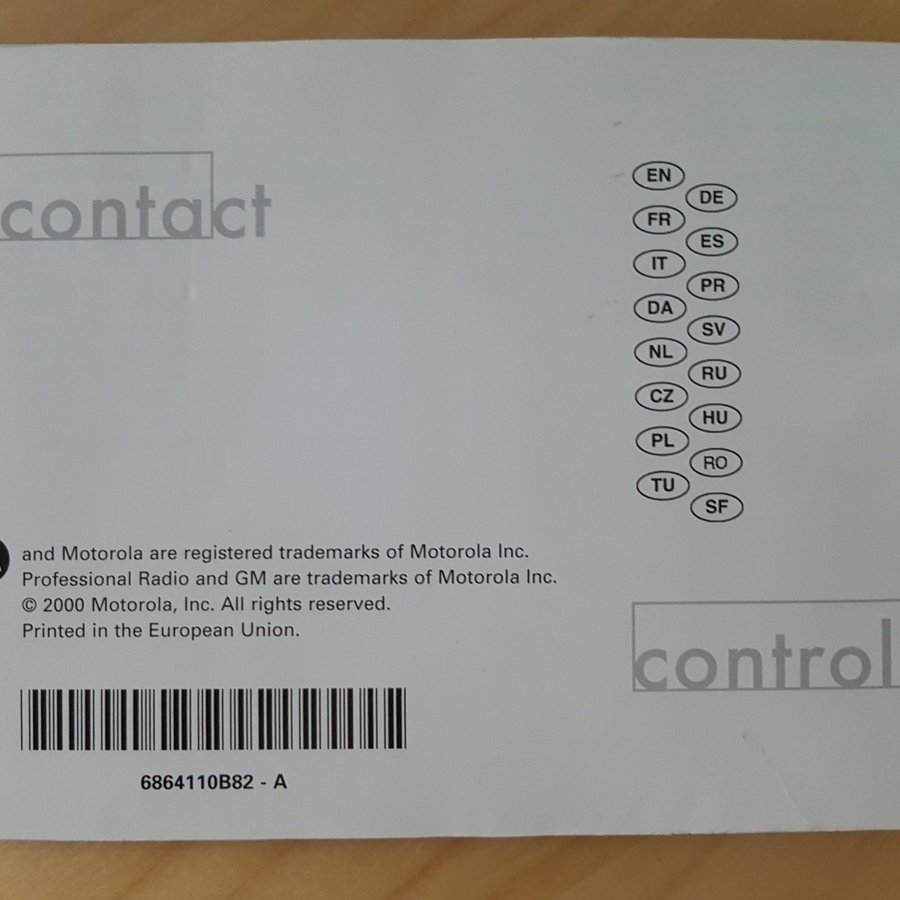 contact
EN
DE
FR
ES
IT
PR
DA
SV
NL
RU
CZ
HU
PL
RO
TU
SF
and Motorola are registered trademarks of Motorola Inc.
Professional Radio and GM are trademarks of Motorola Inc.
© 2000 Motorola, Inc. All rights reserved.
Printed in the European Union.
control
6864110B82 - A